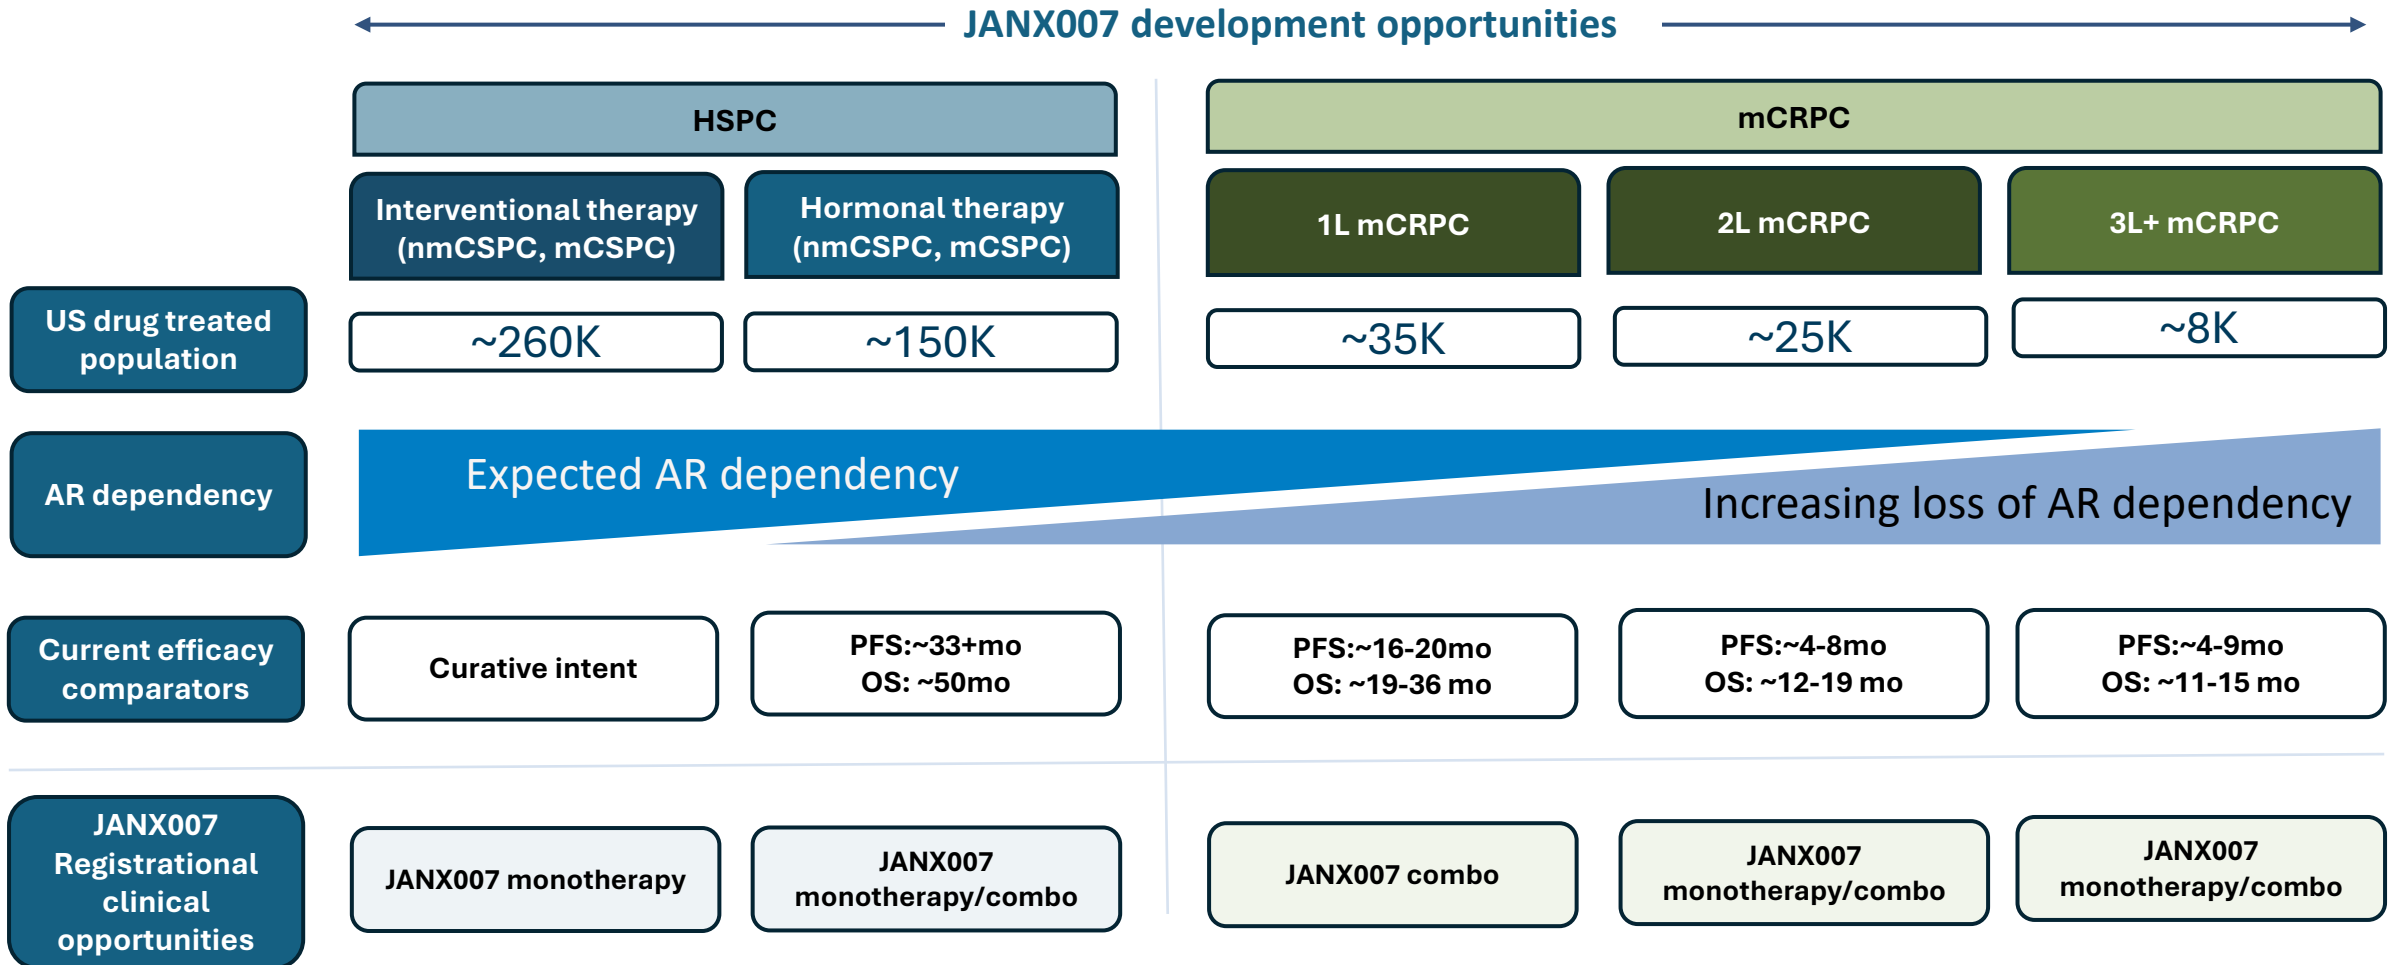 JANX007 development opportunities
HSPC
mCRPC
Interventional therapy
(nmCSPC, mCSPC)
Hormonal therapy
(nmCSPC, mCSPC)
1L mCRPC
2L mCRPC
3L+ mCRPC
US drug treated
population
~260K
~150K
~35K
~25K
~8K
AR dependency
Expected AR dependency
Increasing loss of AR dependency
Current efficacy
comparators
Curative intent
PFS:~33+mo
OS: ~50mo
PFS:~16-20mo
OS: ~19-36 mo
PFS:~4-8mo
OS: ~12-19 mo
PFS:~4-9mo
OS: ~11-15 mo
JANX007
Registrational
clinical
opportunities
JANX007 monotherapy
JANX007
monotherapy/combo
JANX007 combo
JANX007
monotherapy/combo
JANX007
monotherapy/combo